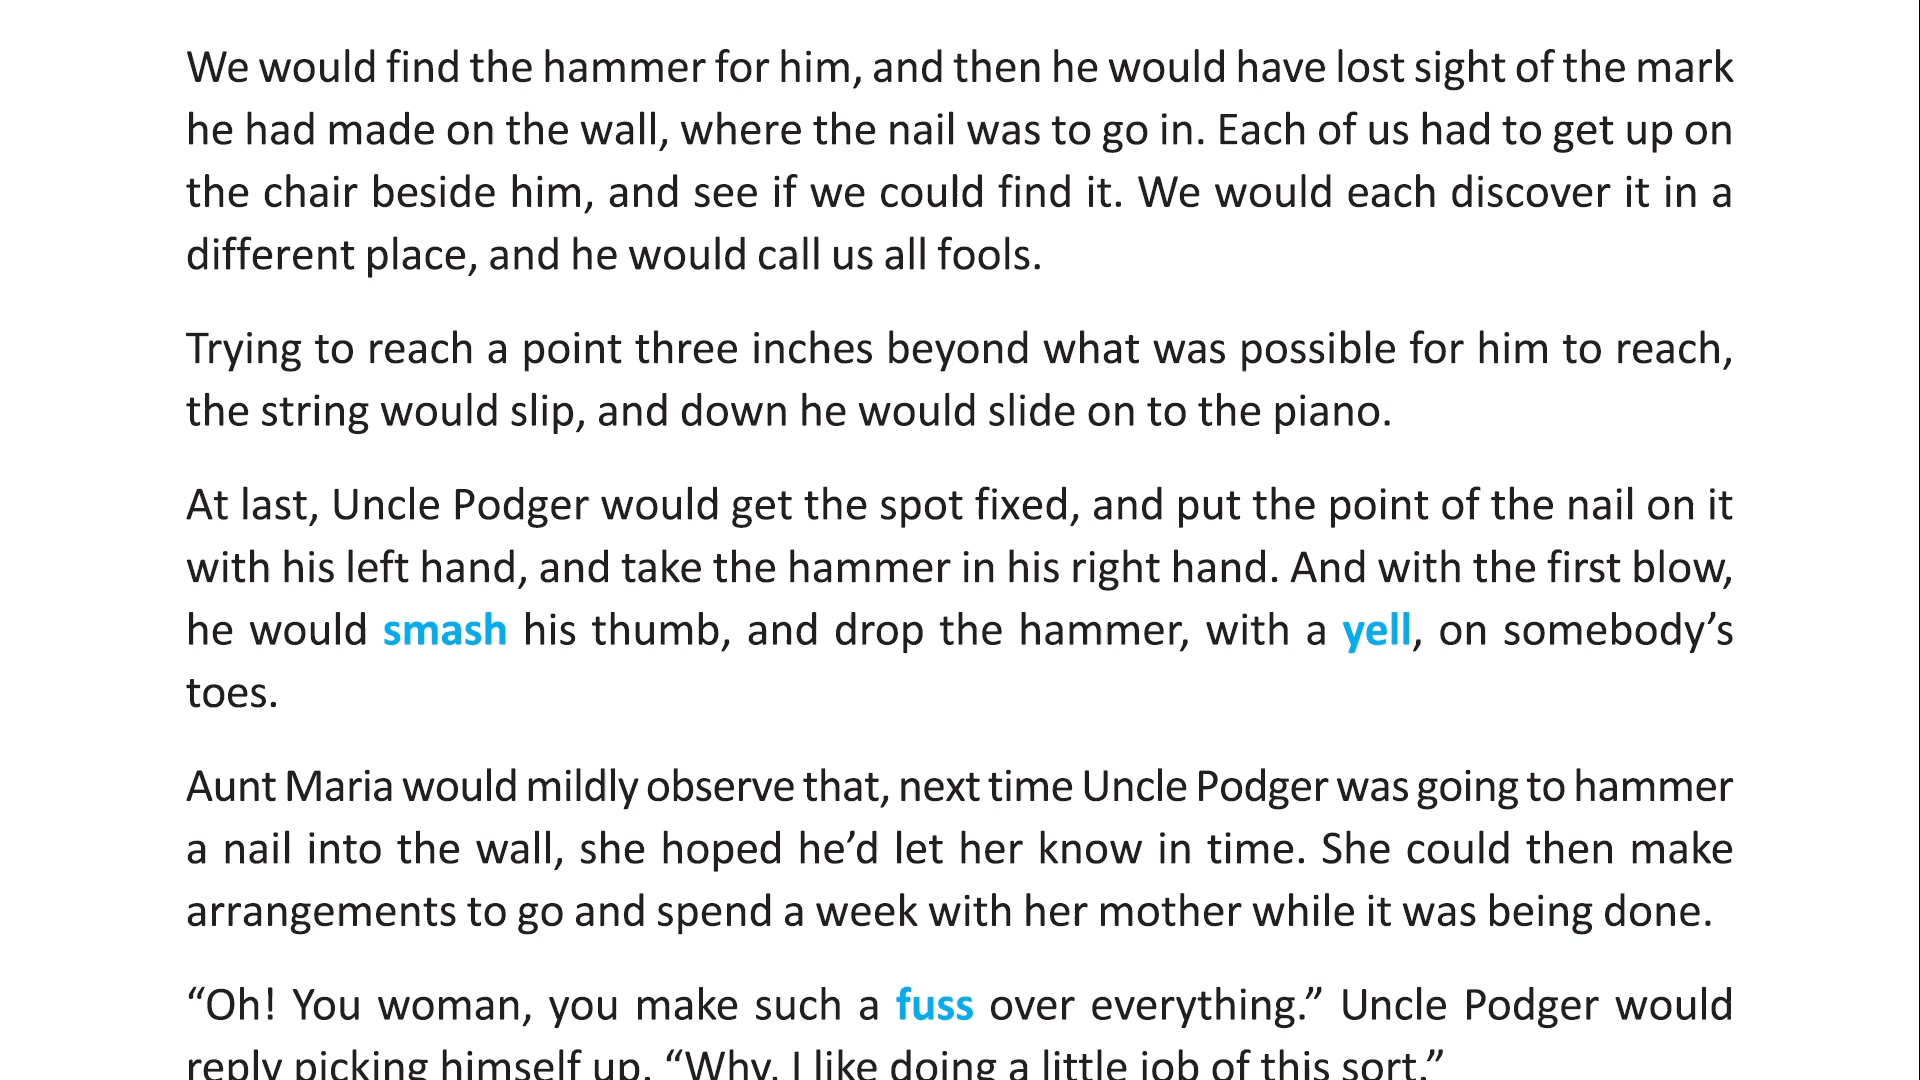 We would find the hammer for him, and then he would have lost sight of the mark
he had made on the wall, where the nail was to go in. Each of us had to get up on
the chair beside him, and see if we could find it. We would each discover it in a
different place, and he would call us all fools.
Trying to reach a point three inches beyond what was possible for him to reach,
the string would slip, and down he would slide on to the piano.
At last, Uncle Podger would get the spot fixed, and put the point of the nail on it
with his left hand, and take the hammer in his right hand. And with the first blow,
he would smash his thumb, and drop the hammer, with a yell, on somebody’s
toes.
Aunt Maria would mildly observe that, next time Uncle Podger was going to hammer
a nail into the wall, she hoped he’d let her know in time. She could then make
arrangements to go and spend a week with her mother while it was being done.
“Oh! You woman, you make such a fuss over everything.” Uncle Podger would
reply picking himself up. “Why, I like doing a little job of this sort.”